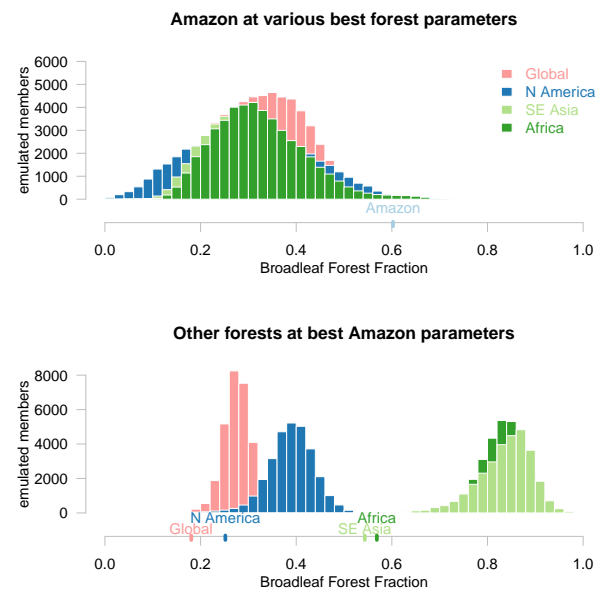 Amazon at various best forest parameters
emulated members
6000
5000
4000
3000
2000
1000
0
Global
N America
SE Asia
Africa
Amazon
0.0 0.2 0.4 0.6 0.8 1.0
Broadleaf Forest Fraction
Other forests at best Amazon parameters
emulated members
8000
6000
4000
2000
0
N America Africa
Global SE Asia
0.0 0.2 0.4 0.6 0.8 1.0
Broadleaf Forest Fraction